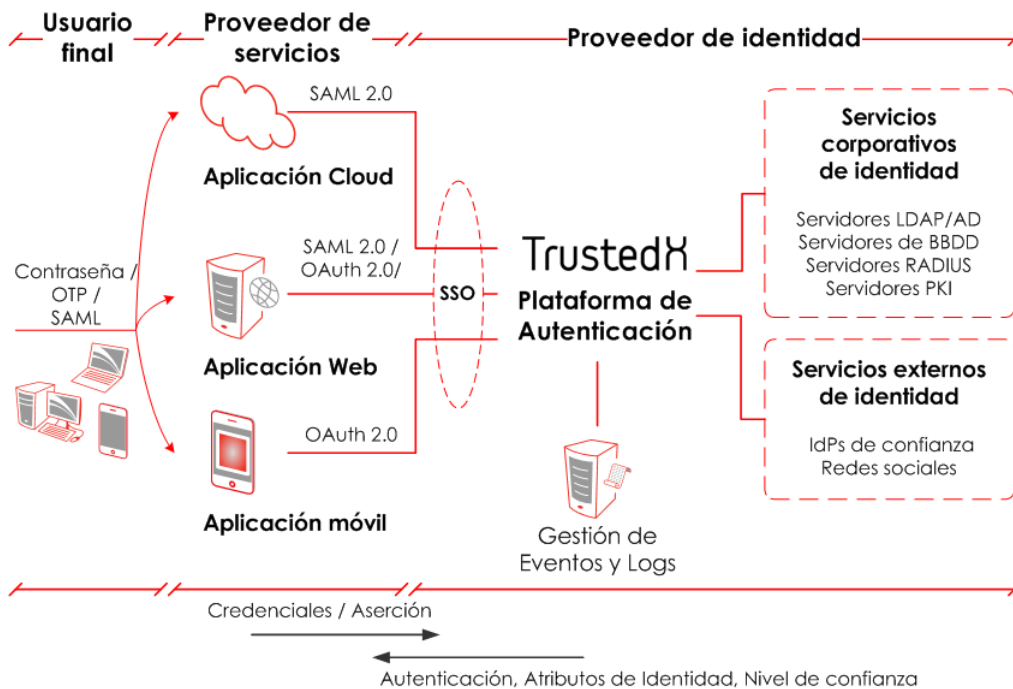 Usuario
final
Proveedor de
servicios
Proveedor de identidad
SAML 2.0
Aplicación Cloud
Contraseña /
OTP /
SAML
SAML 2.0 /
OAuth 2.0/
Aplicación Web
OAuth 2.0
Aplicación móvil
SSO
TrustedX
Plataforma de
Autenticación
Gestión de
Eventos y Logs
Servicios
corporativos
de identidad
Servidores LDAP/AD
Servidores de BBDD
Servidores RADIUS
Servidores PKI
Servicios externos
de identidad
IdPs de confianza
Redes sociales
Credenciales / Aserción
Autenticación, Atributos de Identidad, Nivel de confianza